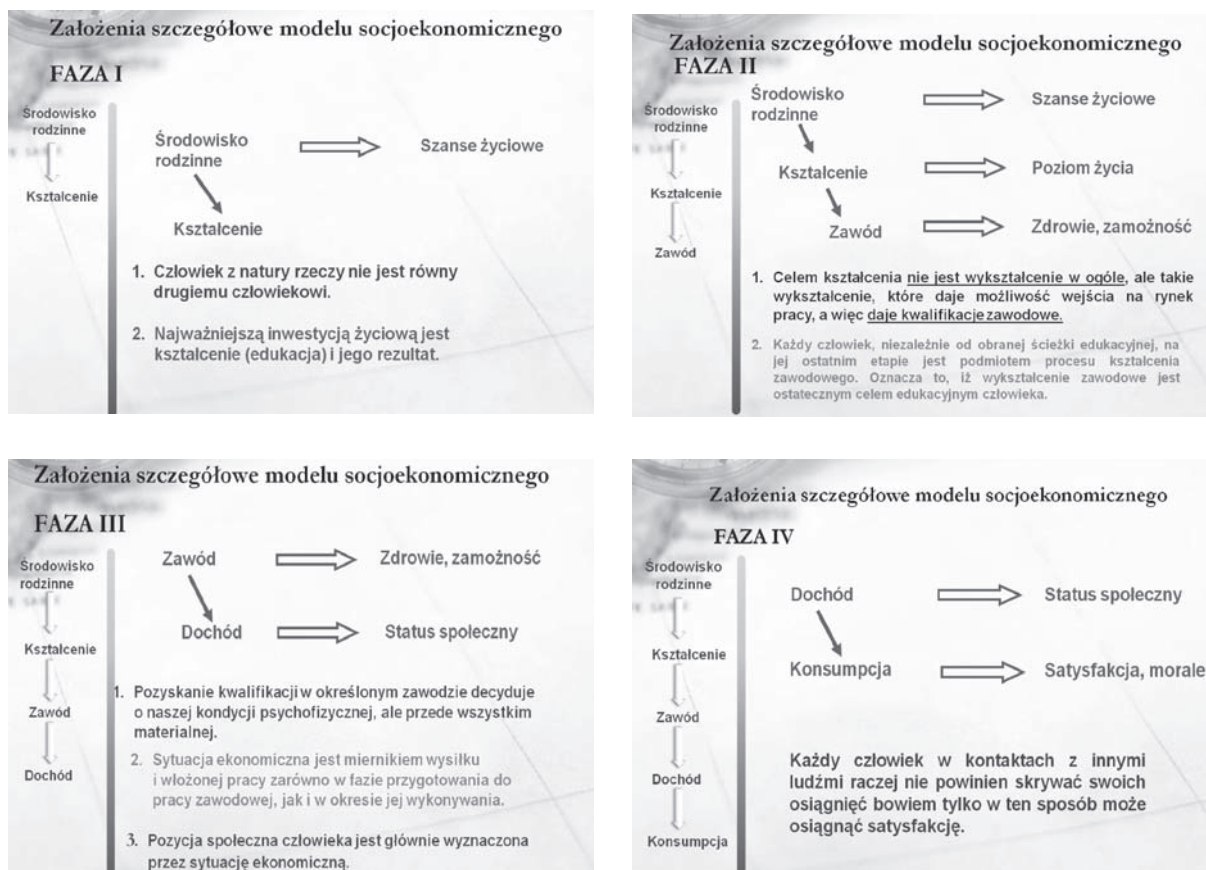 Założenia szczegółowe modelu socjoekonomicznego
FAZA I
Środowisko
rodzinne
Kształcenie
Środowisko
rodzinne
Szanse życiowe
Kształcenie
1. Człowiek z natury rzeczy nie jest równy
drugiemu człowiekowi.
2. Najważniejszą inwestycją życiową jest
kształcenie (edukacja) i jego rezultat.
Założenia szczegółowe modelu socjoekonomicznego
FAZA II
Środowisko
rodzinne
Kształcenie
Zawód
Środowisko
rodzinne
Szanse życiowe
Kształcenie
Poziom życia
Zawód
Zdrowie, zamożność
1. Celem kształcenia nie jest wykształcenie w ogóle, ale takie
wykształcenie, które daje możliwość wejścia na rynek
pracy, a więc daje kwalifikacje zawodowe.
2. Każdy człowiek, niezależnie od obranej ścieżki edukacyjnej, na
jej ostatnim etapie jest podmiotem procesu kształcenia
zawodowego. Oznacza to, iż wykształcenie zawodowe jest
ostatecznym celem edukacyjnym człowieka.
Założenia szczegółowe modelu socjoekonomicznego
FAZA III
Środowisko
rodzinne
Kształcenie
Zawód
Dochód
Zawód
Zdrowie, zamożność
Dochód
Status społeczny
1. Pozyskanie kwalifikacji w określonym zawodzie decyduje
o naszej kondycji psychofizycznej, ale przede wszystkim
materialnej.
2. Sytuacja ekonomiczna jest miernikiem wysiłku
i włożonej pracy zarówno w fazie przygotowania do
pracy zawodowej, jak i w okresie jej wykonywania.
3. Pozycja społeczna człowieka jest głównie wyznaczona
przez sytuację ekonomiczną.
Założenia szczegółowe modelu socjoekonomicznego
FAZA IV
Środowisko
rodzinne
Kształcenie
Zawód
Dochód
Konsumpcja
Dochód
Status społeczny
Konsumpcja
Satysfakcja, morale
Każdy człowiek w kontaktach z innymi
ludźmi raczej nie powinien skrywać swoich
osiągnięć bowiem tylko w ten sposób może
osiągnąć satysfakcję.